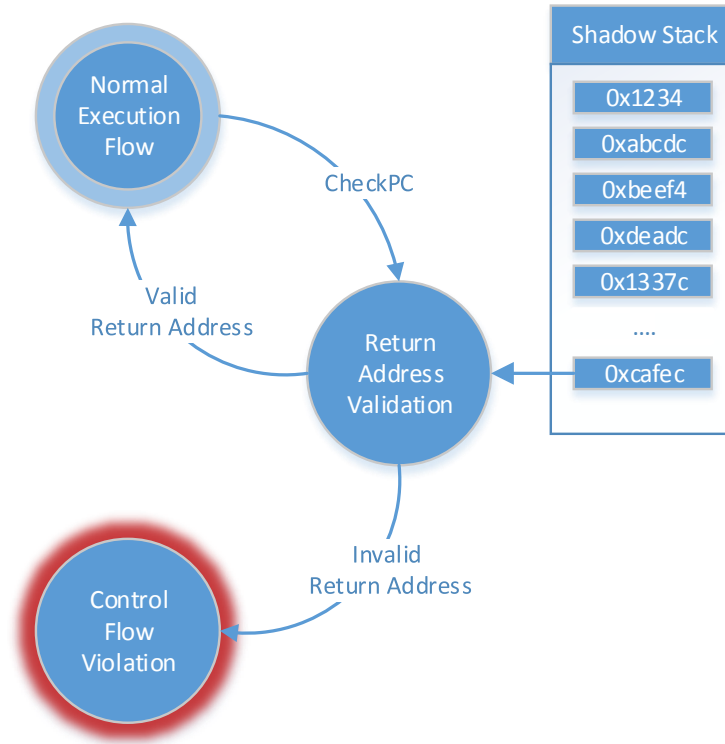 Normal
Execution
Flow
CheckPC
Valid
Return Address
Return
Address
Validation
Invalid
Return Address
Control
Flow
Violation
Shadow Stack
0x1234
0xabcdc
0xbeef4
0xdeadc
0x1337c
....
0xcafec